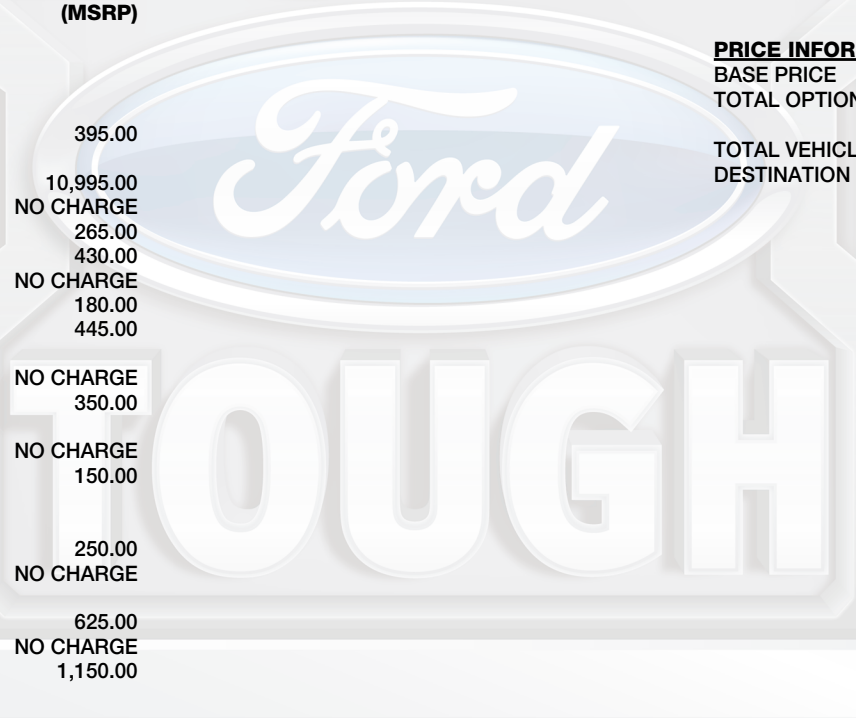 (MSRP)
395.00
10,995.00
NO CHARGE
265.00
430.00
NO CHARGE
180.00
445.00
NO CHARGE
350.00
NO CHARGE
150.00
250.00
NO CHARGE
625.00
NO CHARGE
1,150.00
PRICE INFOR
BASE PRICE
TOTAL OPTION
TOTAL VEHICL
DESTINATION
Ford
TOUGH